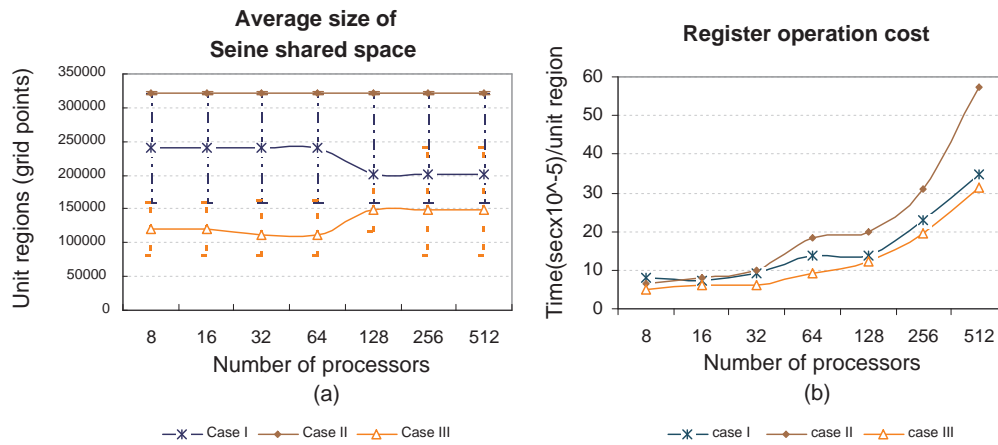 Average size of
Seine shared space
Unit regions (grid points)
350000
300000
250000
200000
150000
100000
50000
0
8 16 32 64 128 256 512
Number of processors
(a)
Case I Case II Case III
Register operation cost
Time(secx10^-5)/unit region
60
50
40
30
20
10
0
8 16 32 64 128 256 512
Number of processors
(b)
case I case II case III